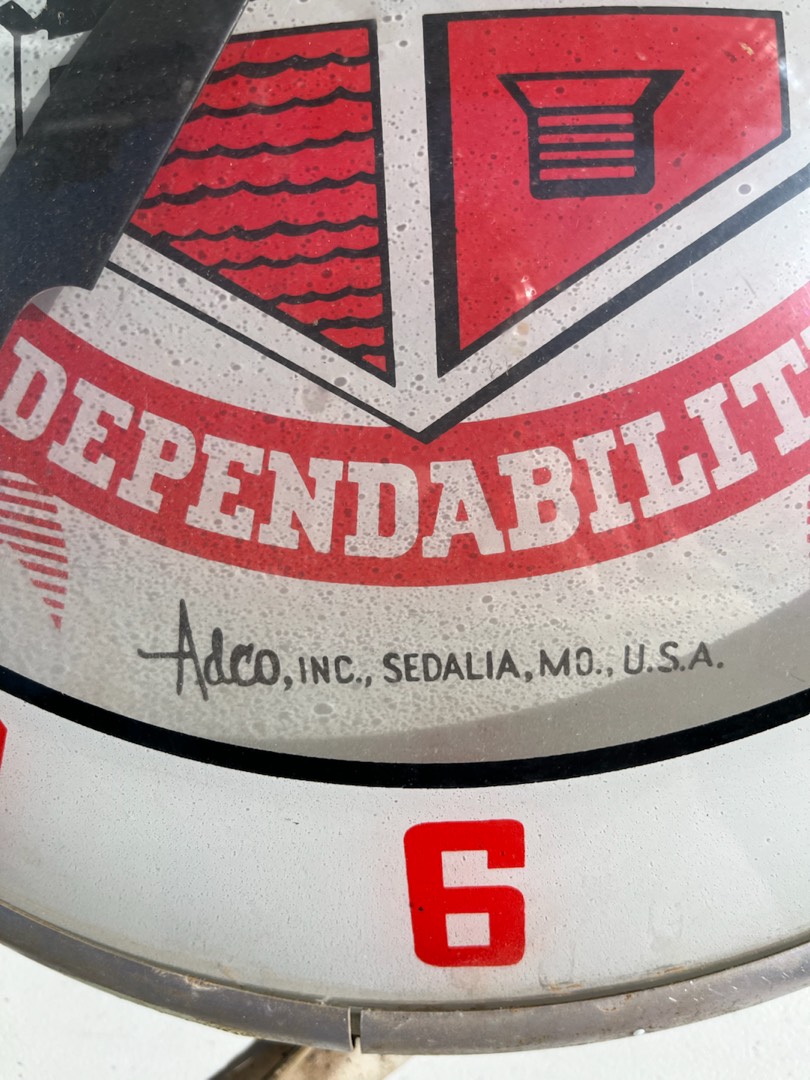 DEPENDABILIT
Adco, INC., SEDALIA, MO., U.S.A.
6